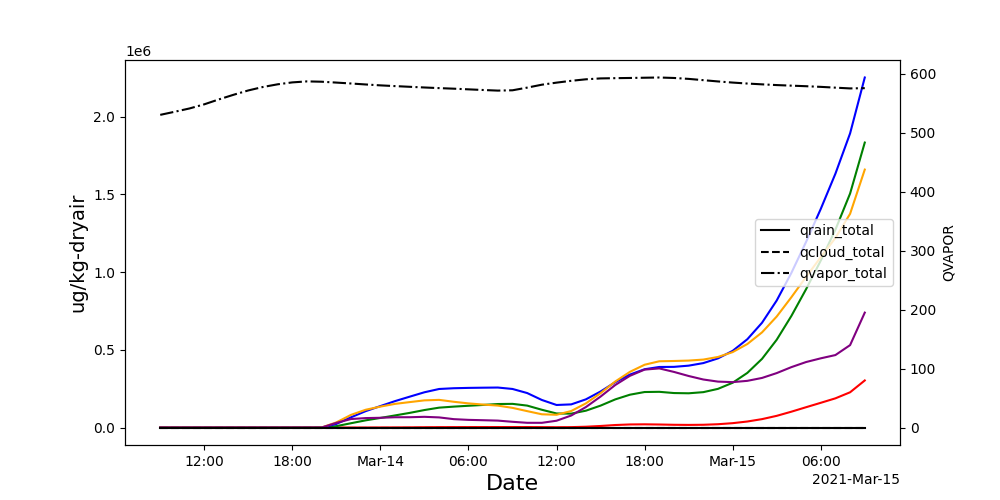 1e6
2.0
1.5
1.0
0.5
0.0
ug/kg-dryair
600
500
400
300
200
100
0
QVAPOR
qrain_total
qcloud_total
qvapor_total
12:00 18:00 Mar-14 06:00 12:00 18:00 Mar-15 06:00
2021-Mar-15
Date